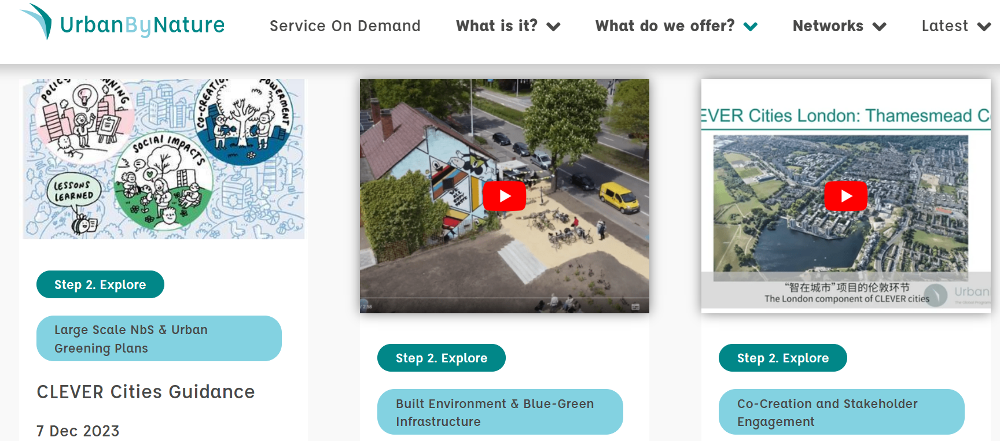 UrbanByNature
Service On Demand
What is it?
What do we offer?
Networks
Latest
CO-CREATIO
POWERMENT
SOCIAL IMPACTS
LESSONS
LEARNED
Step 2. Explore
Large Scale NbS & Urban
Greening Plans
CLEVER Cities Guidance
7 Dec 2023
/ 2:58
Step 2. Explore
Built Environment & Blue-Green
Infrastructure
EVER Cities London: Thamesmead C
“智在城市”项目的伦敦环节
The London component of CLEVER cities
Urban
Step 2. Explore
Co-Creation and Stakeholder
Engagement